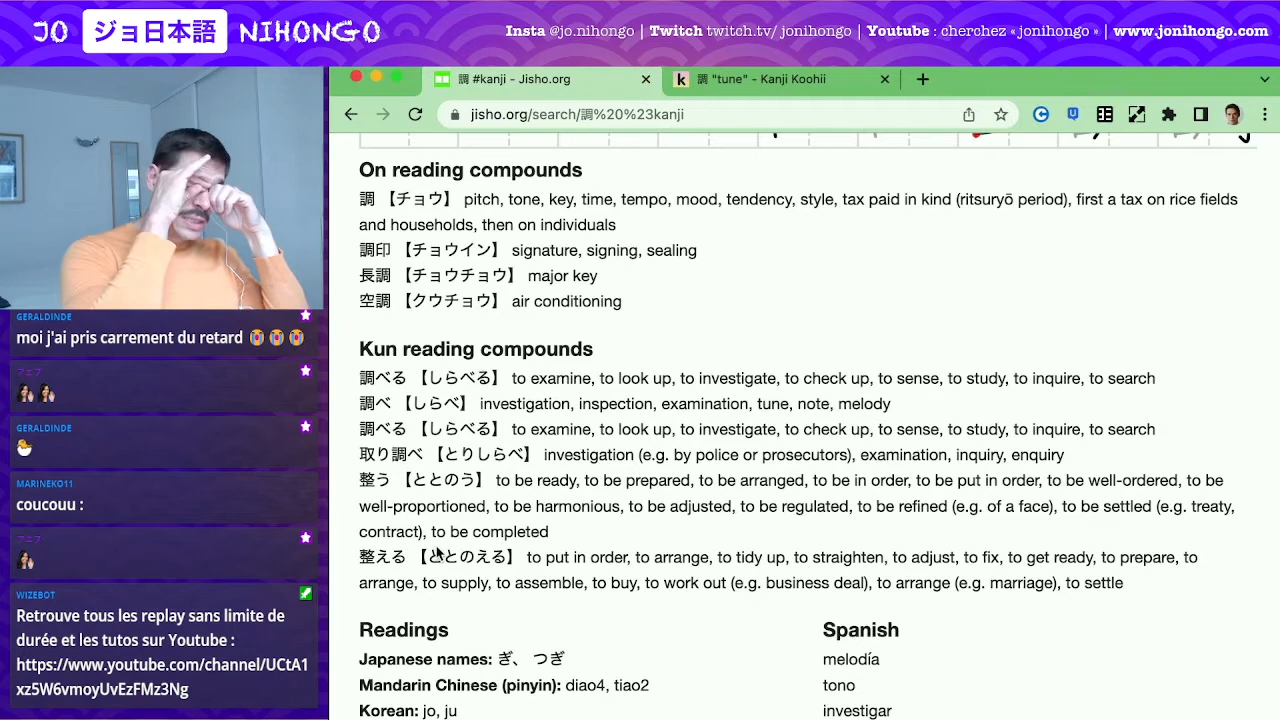 JO ジョ日本語 NIHONGO
Insta @jo.nihongo | Twitch twitch.tv/ jonihongo | Youtube : cherchez « jonihongo » | www.jonihongo.com
調 #kanji - Jisho.org
調 "tune" - Kanji Koohii
jisho.org/search/調%20%23kanji
On reading compounds
調 【チョウ】 pitch, tone, key, time, tempo, mood, tendency, style, tax paid in kind (ritsuryō period), first a tax on rice fields
and households, then on individuals
調印 【チョウイン】 signature, signing, sealing
長調 【チョウチョウ】 major key
空調 【クウチョウ】 air conditioning
Kun reading compounds
調べる 【しらべる】 to examine, to look up, to investigate, to check up, to sense, to study, to inquire, to search
調べ 【しらべ】 investigation, inspection, examination, tune, note, melody
調べる 【しらべる】 to examine, to look up, to investigate, to check up, to sense, to study, to inquire, to search
取り調べ 【とりしらべ】 investigation (e.g. by police or prosecutors), examination, inquiry, enquiry
整う 【ととのう】 to be ready, to be prepared, to be arranged, to be in order, to be put in order, to be well-ordered, to be
well-proportioned, to be harmonious, to be adjusted, to be regulated, to be refined (e.g. of a face), to be settled (e.g. treaty,
contract), to be completed
整える 【ととのえる】 to put in order, to arrange, to tidy up, to straighten, to adjust, to fix, to get ready, to prepare, to
arrange, to supply, to assemble, to buy, to work out (e.g. business deal), to arrange (e.g. marriage), to settle
Readings
Japanese names: ぎ、 つぎ
Mandarin Chinese (pinyin): diao4, tiao2
Korean: jo, ju
Spanish
melodía
tono
investigar
GERALDINDE
moi j'ai pris carrement du retard 😭😭😭
アニフ
GERALDINDE
🐣
MARINEKO11
coucouu :
アニフ
WIZEBOT
Retrouve tous les replay sans limite de
durée et les tutos sur Youtube :
https://www.youtube.com/channel/UCtA1
xz5W6vmoyUvEzFMz3Ng